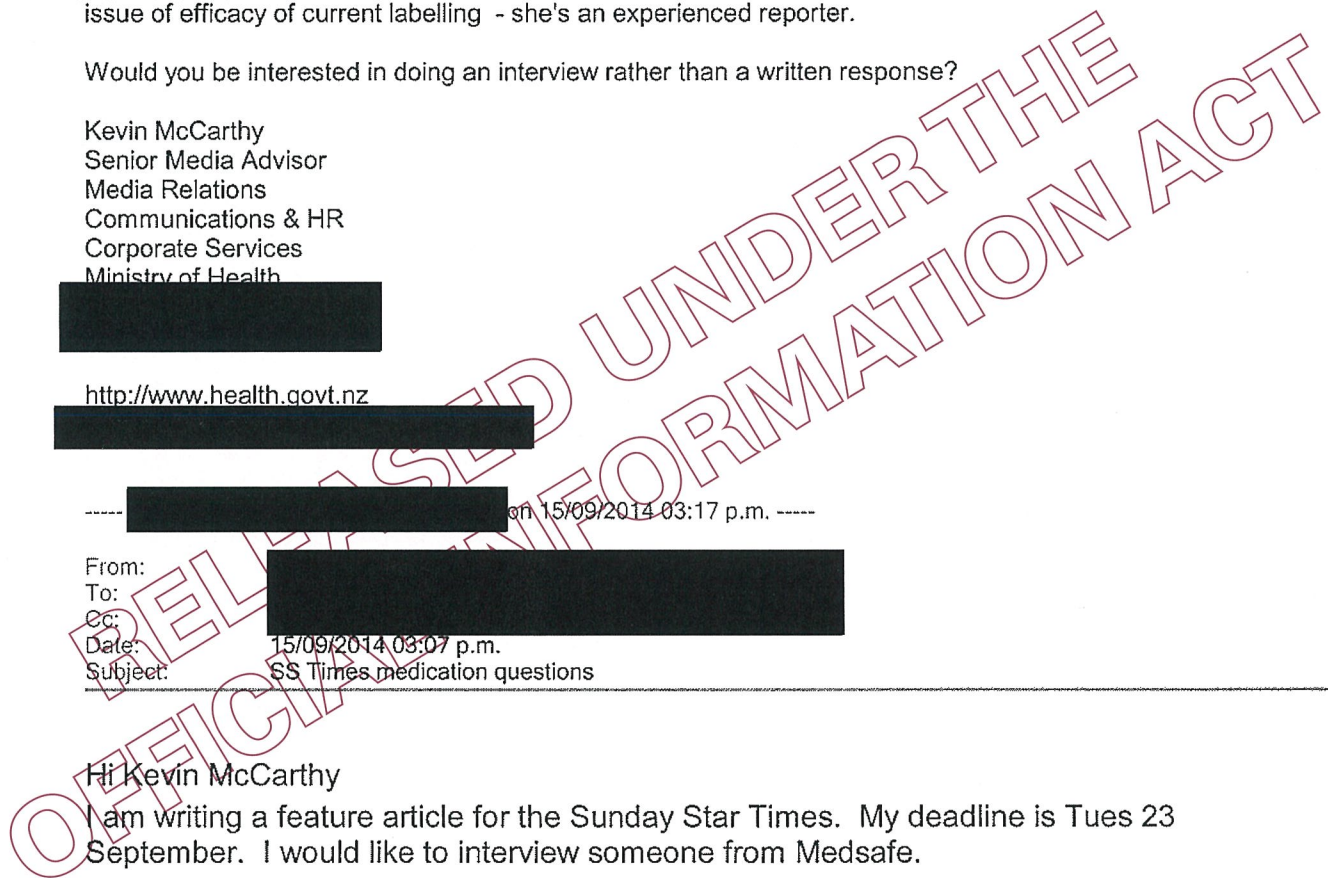 issue of efficacy of current labelling - she's an experienced reporter.
Would you be interested in doing an interview rather than a written response?
Kevin McCarthy
Senior Media Advisor
Media Relations
Communications & HR
Corporate Services
Ministry of Health
http://www.health.govt.nz
----- on 15/09/2014 03:17 p.m. -----
From:
To:
Cc:
Date: 15/09/2014 03:07 p.m.
Subject: SS Times medication questions
Hi Kevin McCarthy
I am writing a feature article for the Sunday Star Times. My deadline is Tues 23
September. I would like to interview someone from Medsafe.
RELEASED UNDER THE
OFFICIAL INFORMATION ACT